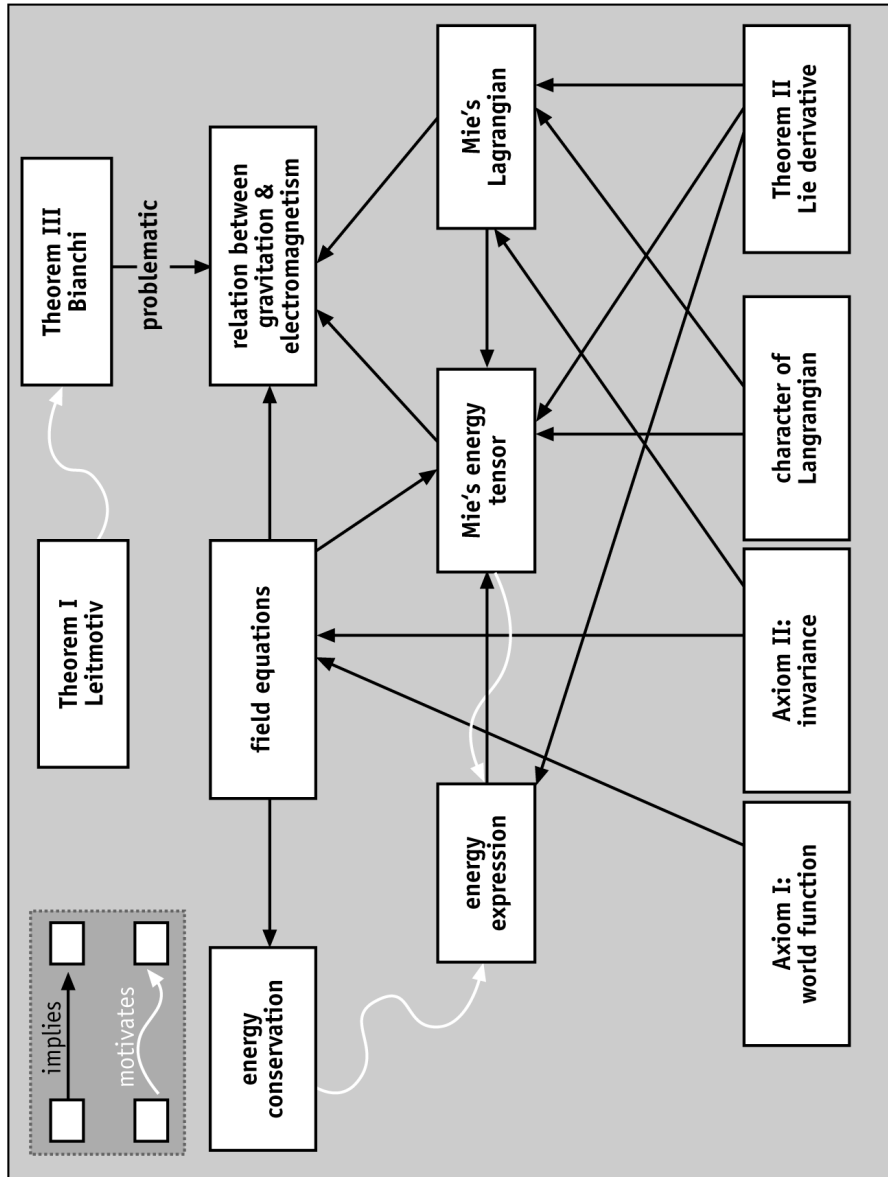 implies
motivates
Theorem I
Leitmotiv
Theorem III
Bianchi
problematic
energy
conservation
field equations
relation between
gravitation &
electromagnetism
energy
expression
Mie‘s energy
tensor
Mie‘s
Lagrangian
Axiom I:
world function
Axiom II:
invariance
character of
Langrangian
Theorem II
Lie derivative